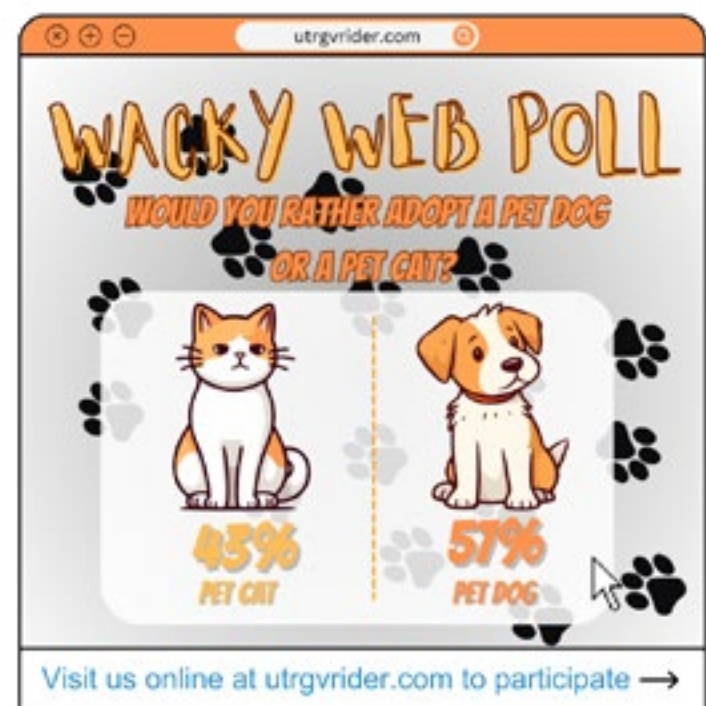 utrgvrider.com
WACKY WEB POLL
WOULD YOU RATHER ADOPT A PET DOG
OR A PET CAT?
43% 57%
PET CAT PET DOG
Visit us online at utrgvrider.com to participate →